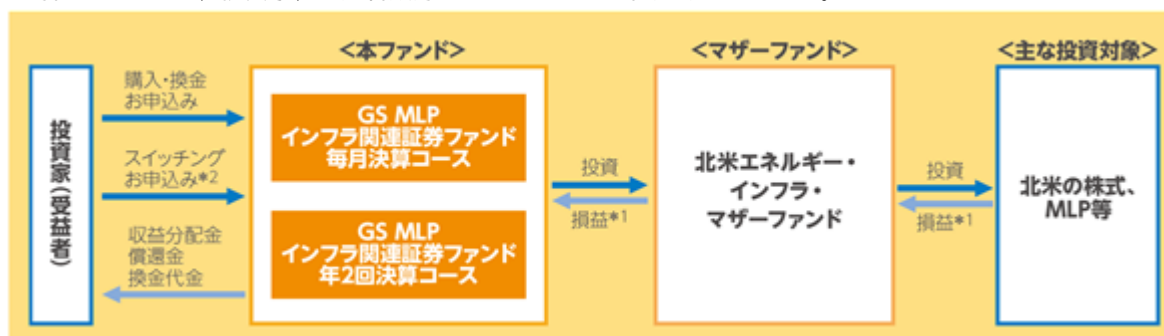 <本ファンド>
<マザーファンド>
<主な投資対象>
投資家(受益者)
購入・換金
お申込み
スイッチング
お申込み*2
収益分配金
償還金
換金代金
GS MLP
インフラ関連証券ファンド
毎月決算コース
GS MLP
インフラ関連証券ファンド
年2回決算コース
投資
損益*1
北米エネルギー・
インフラ・
マザーファンド
投資
損益*1
北米の株式、
MLP等